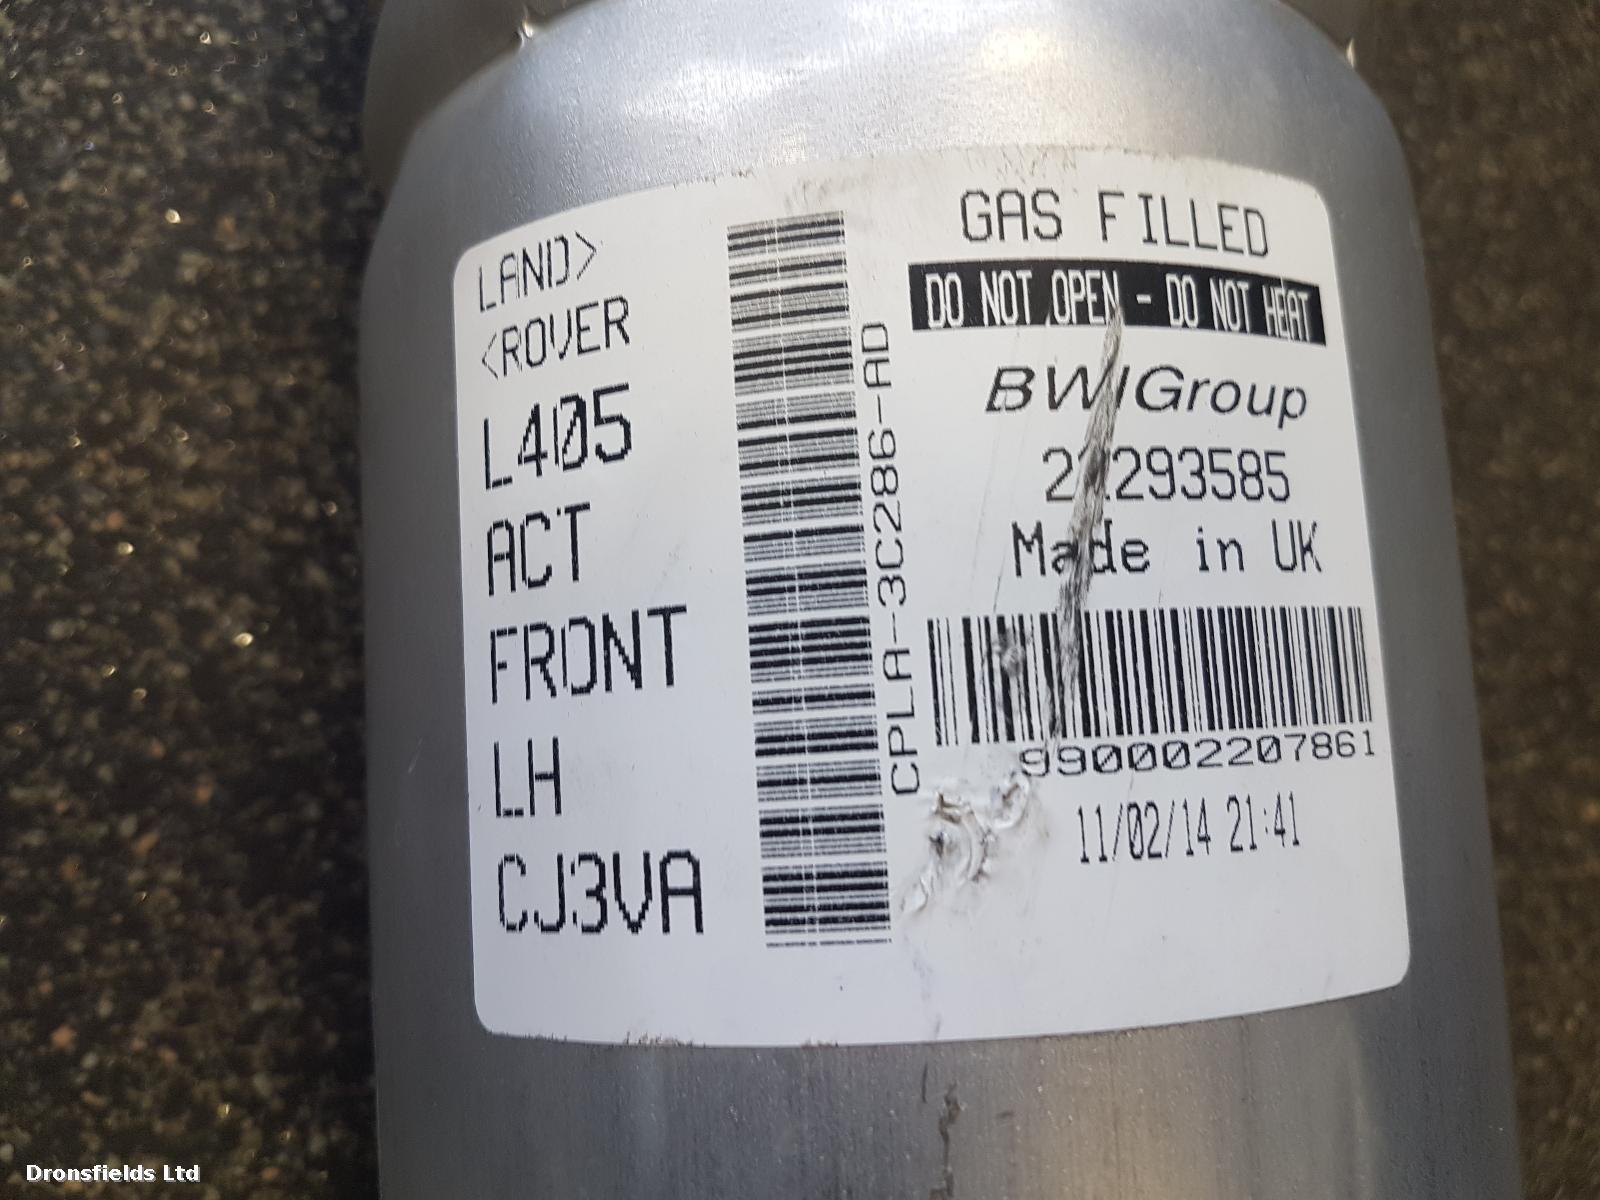 LAND>
<ROVER
L405
ACT
FRONT
LH
CJ3VA
CPLA-3C286-AD
GAS FILLED
DO NOT OPEN - DO NOT HEAT
BWIGroup
Made in UK
990002207861
11/02/14 21:41
Dronsfields Ltd